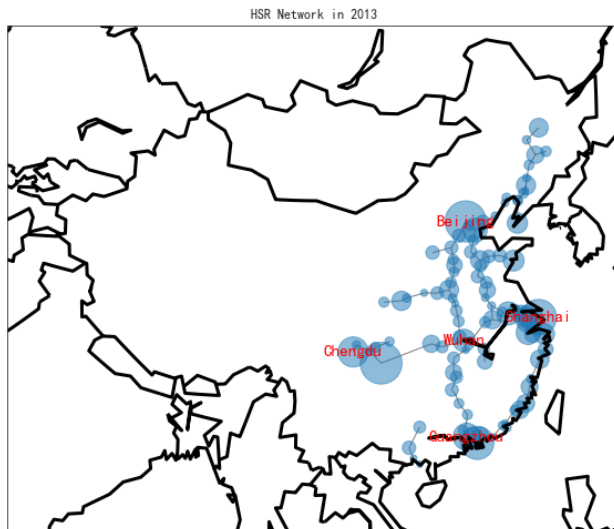 HSR Network in 2013
Beijing
Shanghai
Wuhan
Chengdu
Guangzhou